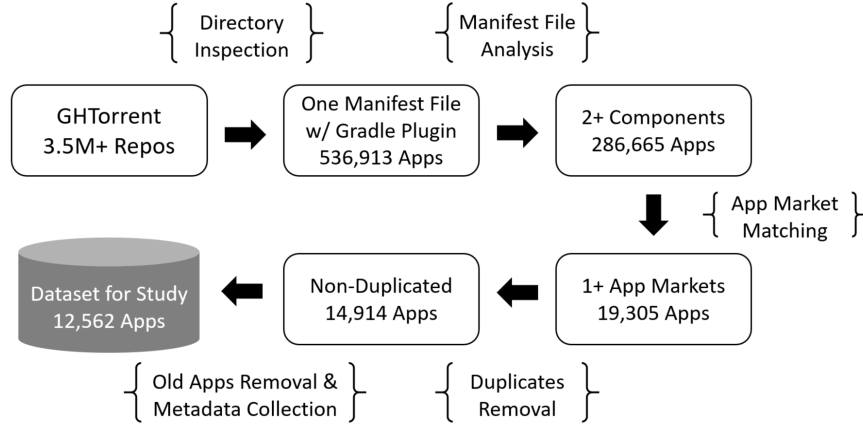 Directory
Inspection
Manifest File
Analysis
GHTorrent
3.5M+ Repos
One Manifest File
w/ Gradle Plugin
536,913 Apps
2+ Components
286,665 Apps
App Market
Matching
Dataset for Study
12,562 Apps
Non-Duplicated
14,914 Apps
1+ App Markets
19,305 Apps
Old Apps Removal &
Metadata Collection
Duplicates
Removal